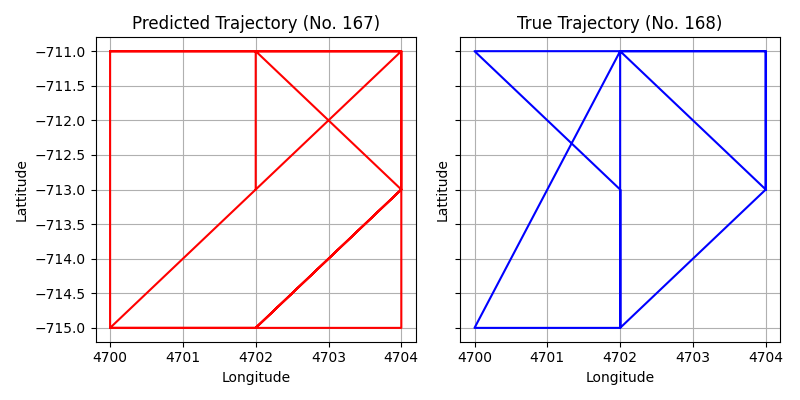 Predicted Trajectory (No. 167)
True Trajectory (No. 168)
Lattitude
−711.0
−711.5
−712.0
−712.5
−713.0
−713.5
−714.0
−714.5
−715.0
4700 4701 4702 4703 4704
Longitude
Lattitude
4700 4701 4702 4703 4704
Longitude